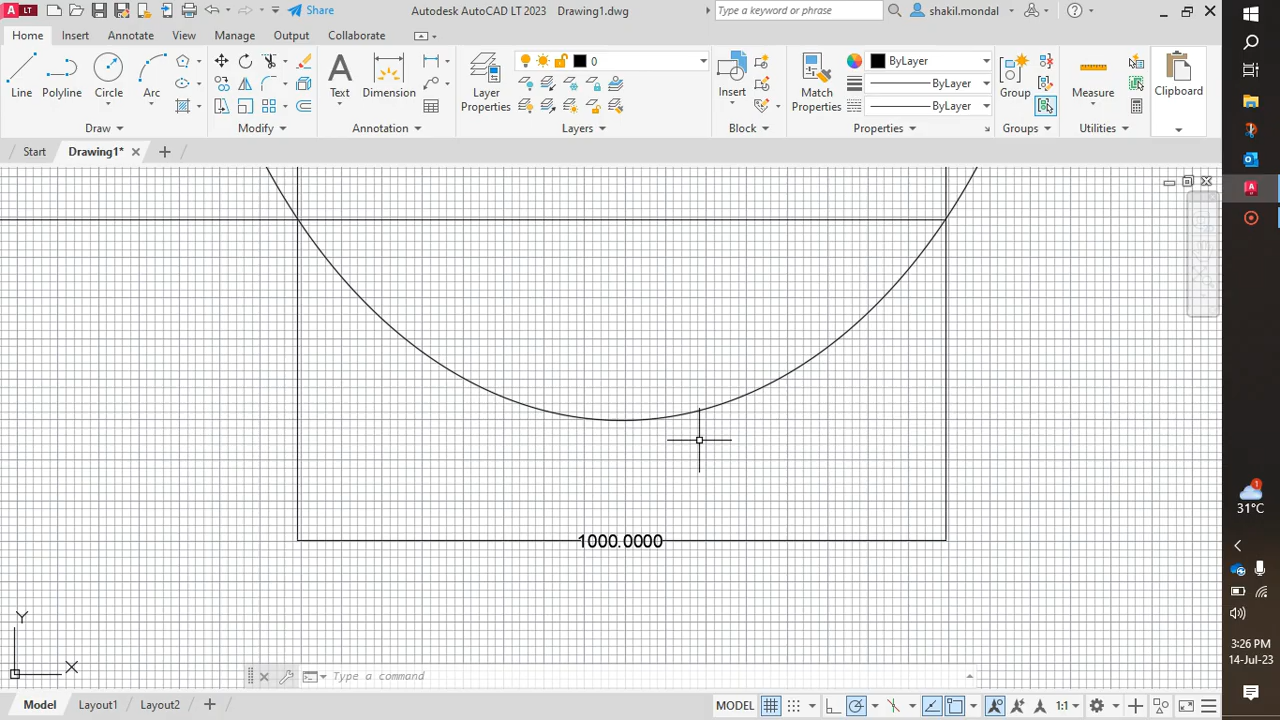 LT
Share
Autodesk AutoCAD LT 2023 Drawing1.dwg
Type a keyword or phrase
shakil.mondal
Home Insert Annotate View Manage Output Collaborate
Line Polyline Circle Arc
Draw
Modify
Text Dimension
Annotation
Layer Properties
0
Layers
Insert
Block
Match Properties
ByLayer
ByLayer
ByLayer
Properties
Group
Groups
Measure
Utilities
Clipboard
Start Drawing1*
1000.0000
Y
X
Type a command
Model Layout1 Layout2
MODEL
1:1
1
31°C
3:26 PM
14-Jul-23